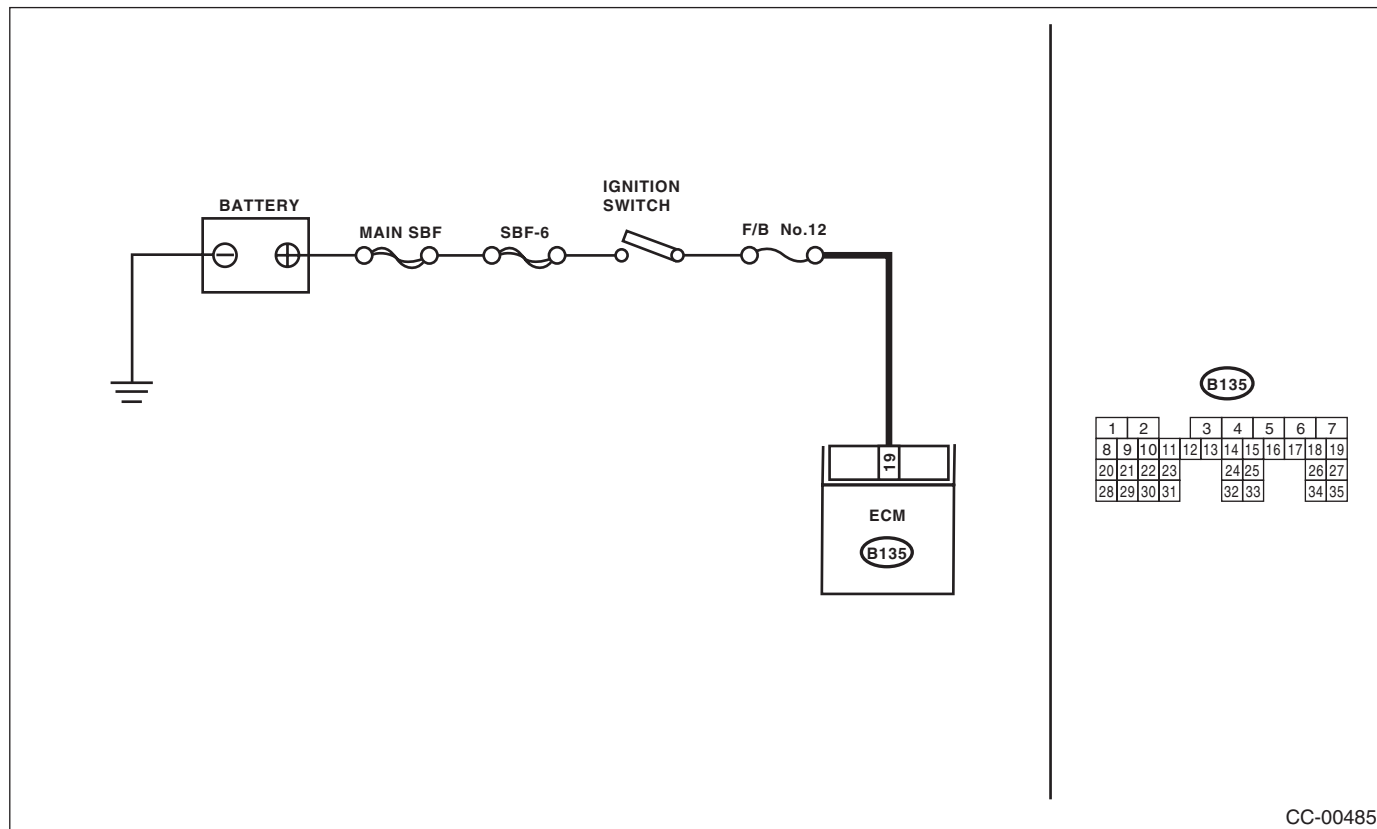 IGNITION
SWITCH
BATTERY
MAIN SBF
SBF-6
F/B No.12
19
ECM
B135
B135
1 2 3 4 5 6 7
8 9 10 11 12 13 14 15 16 17 18 19
20 21 22 23 24 25 26 27
28 29 30 31 32 33 34 35
CC-00485